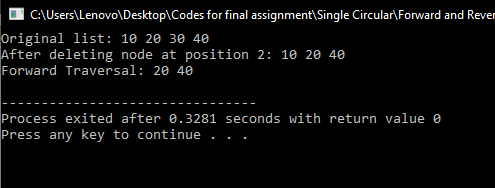 C:\Users\Lenovo\Desktop\Codes for final assignment\Single Circular\Forward and Rever
Original list: 10 20 30 40
After deleting node at position 2: 10 20 40
Forward Traversal: 20 40
--------------------------------
Process exited after 0.3281 seconds with return value 0
Press any key to continue . . .